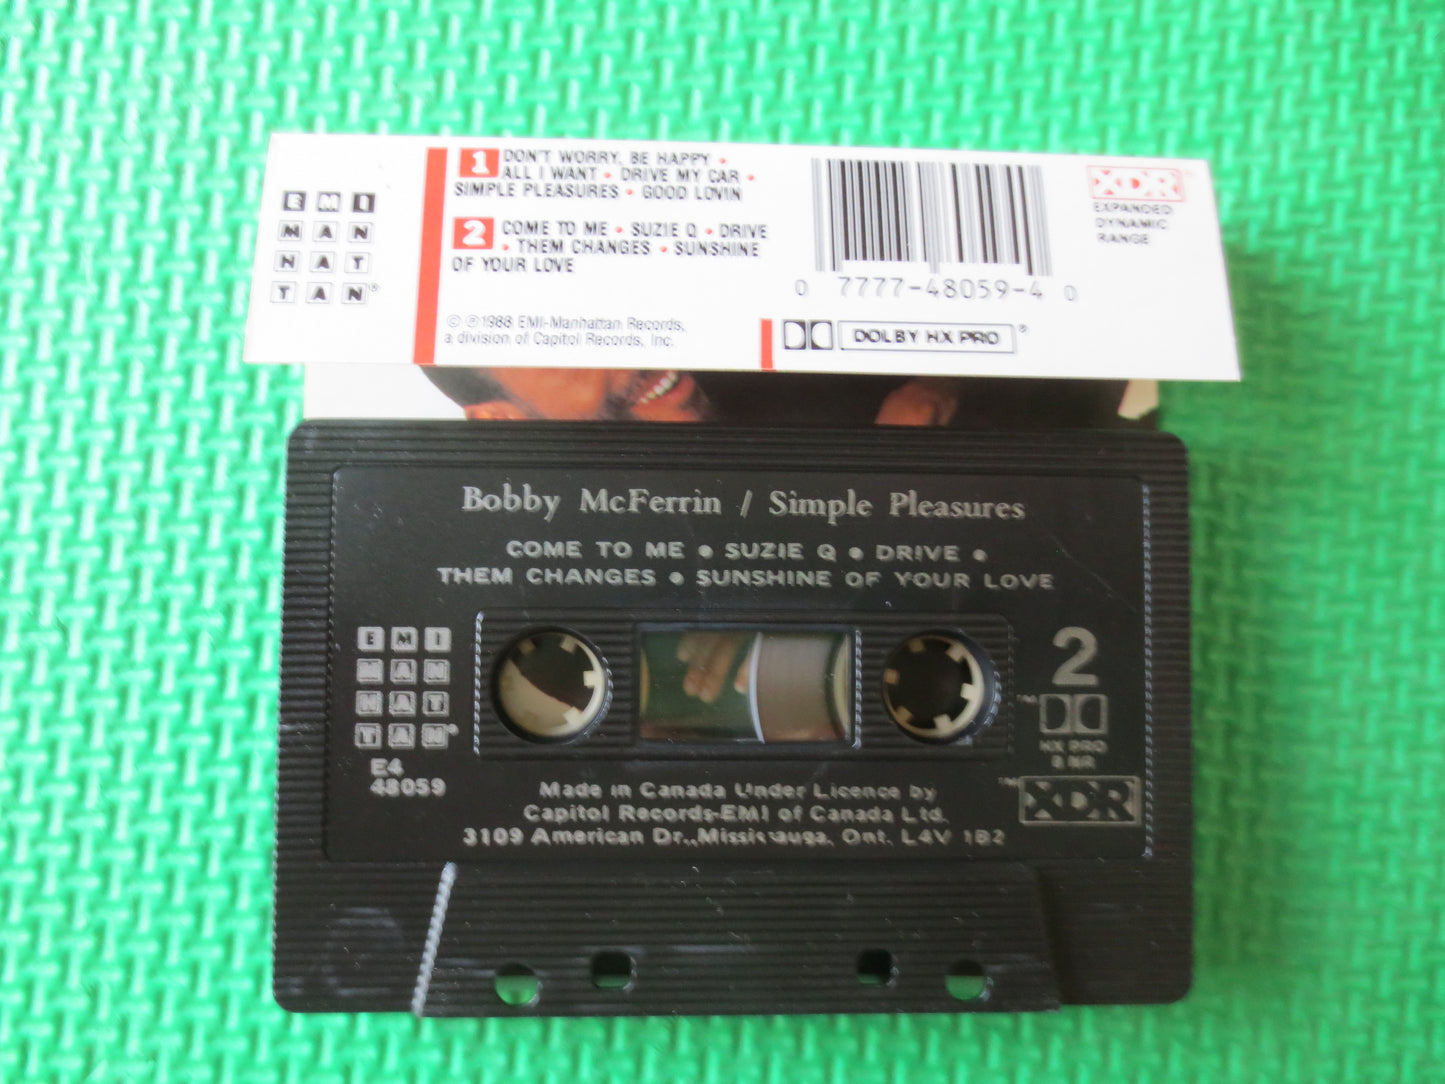 EMI
MAN
HAT
TAN®
1 DON'T WORRY, BE HAPPY •
ALL I WANT • DRIVE MY CAR •
SIMPLE PLEASURES • GOOD LOVIN
2 COME TO ME • SUZIE Q • DRIVE
• THEM CHANGES • SUNSHINE
OF YOUR LOVE
© ℗ 1988 EMI-Manhattan Records,
a division of Capitol Records, Inc.
0 7777-48059-4 0
DOLBY HX PRO®
XDR
EXPANDED
DYNAMIC
RANGE
Bobby McFerrin / Simple Pleasures
COME TO ME • SUZIE Q • DRIVE •
THEM CHANGES • SUNSHINE OF YOUR LOVE
EMI
MAN
HAT
TAN®
E4
48059
2
™
HX PRO
B NR
™XDR
Made in Canada Under Licence by
Capitol Records-EMI of Canada Ltd.
3109 American Dr., Mississauga, Ont. L4V 1B2